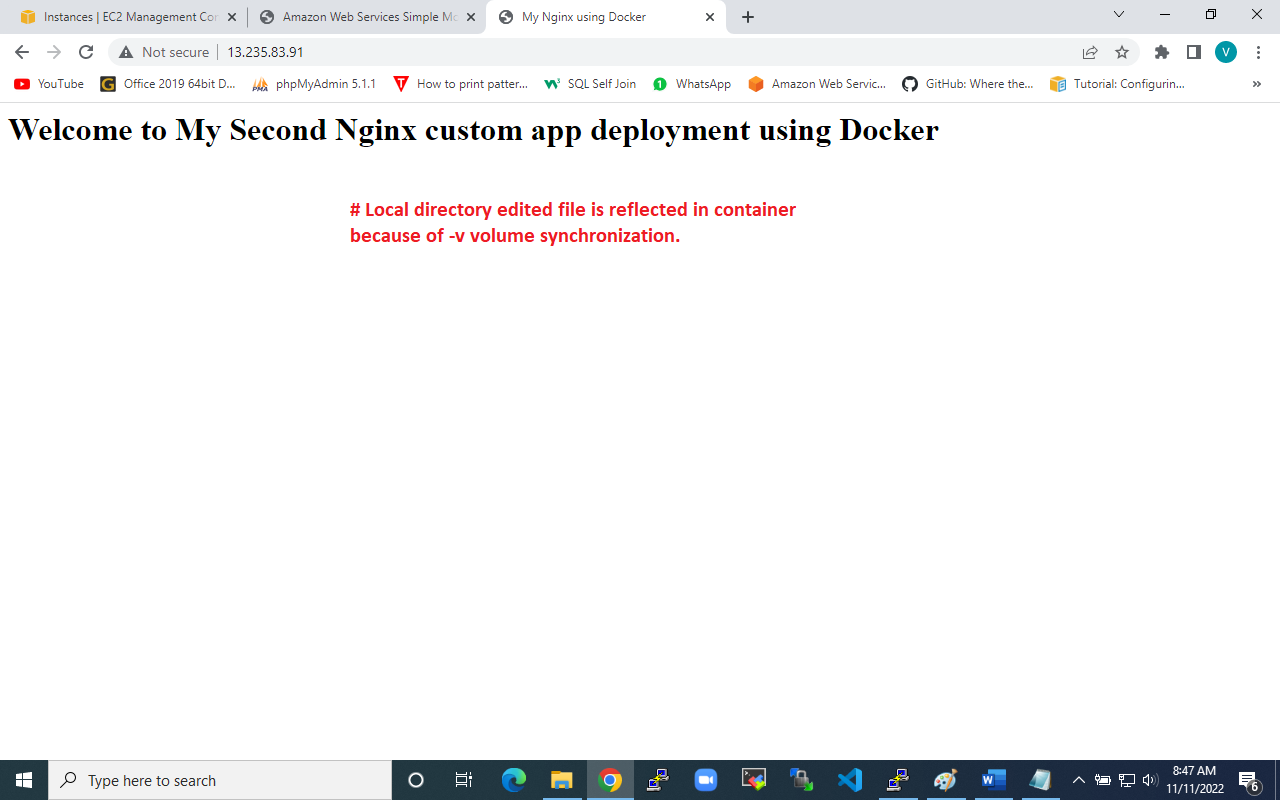 Instances | EC2 Management Con
Amazon Web Services Simple Mo
My Nginx using Docker
Not secure
13.235.83.91
V
YouTube
Office 2019 64bit D...
phpMyAdmin 5.1.1
How to print patter...
SQL Self Join
WhatsApp
Amazon Web Servic...
GitHub: Where the...
Tutorial: Configurin...
»
Welcome to My Second Nginx custom app deployment using Docker
# Local directory edited file is reflected in container
because of -v volume synchronization.
Type here to search
8:47 AM
11/11/2022
6